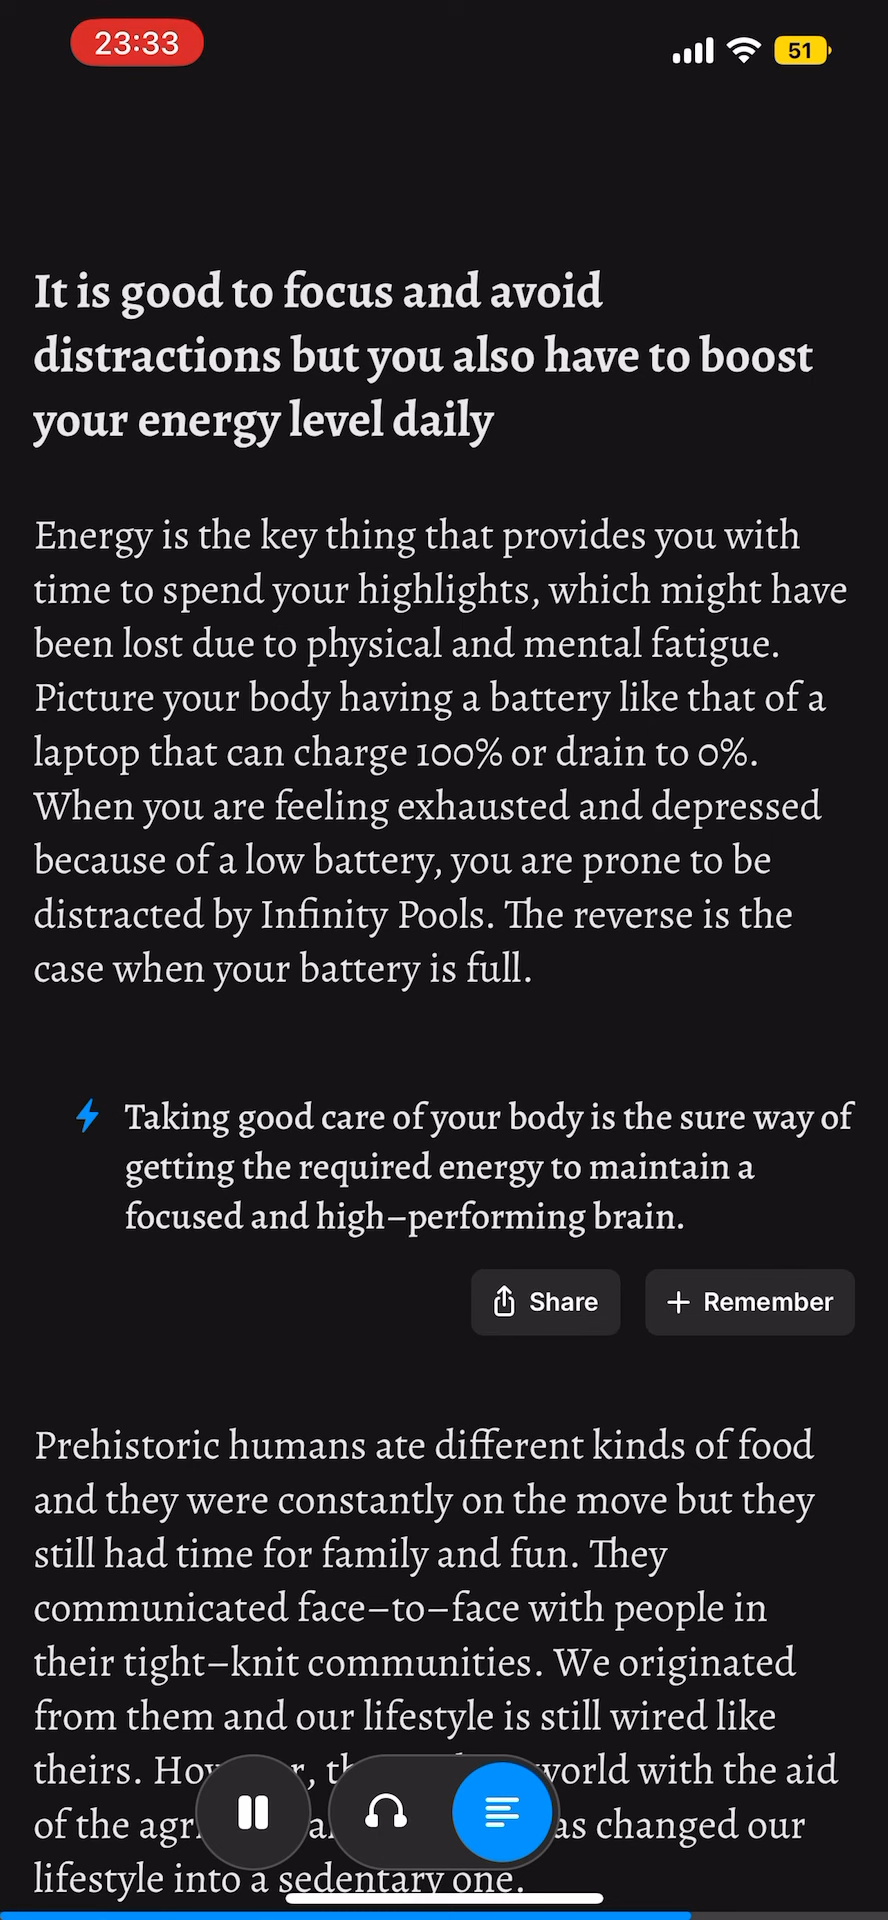 23:33
51
It is good to focus and avoid
distractions but you also have to boost
your energy level daily
Energy is the key thing that provides you with
time to spend your highlights, which might have
been lost due to physical and mental fatigue.
Picture your body having a battery like that of a
laptop that can charge 100% or drain to 0%.
When you are feeling exhausted and depressed
because of a low battery, you are prone to be
distracted by Infinity Pools. The reverse is the
case when your battery is full.
Taking good care of your body is the sure way of
getting the required energy to maintain a
focused and high-performing brain.
Share
Remember
Prehistoric humans ate different kinds of food
and they were constantly on the move but they
still had time for family and fun. They
communicated face-to-face with people in
their tight-knit communities. We originated
from them and our lifestyle is still wired like
theirs. world with the aid
of the changed our
lifestyle into a sedentary one.